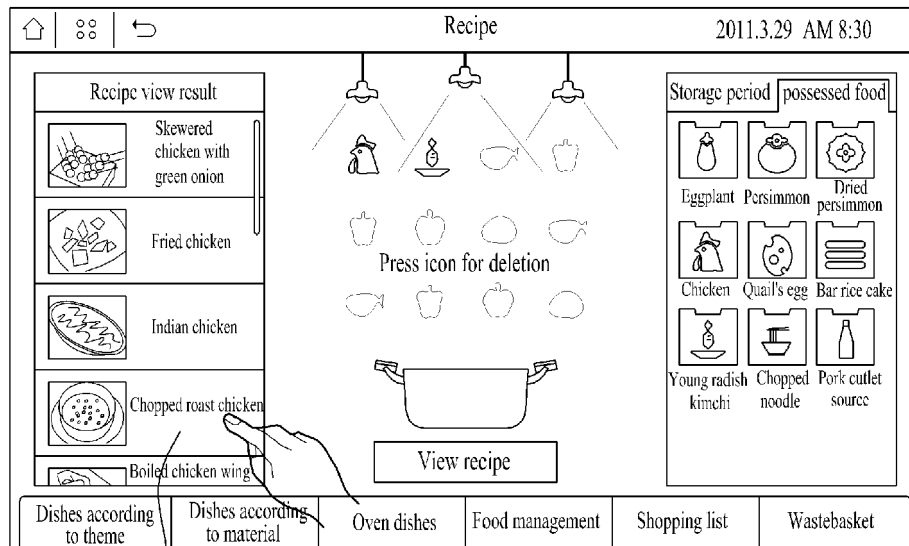 Recipe
2011.3.29 AM 8:30
Recipe view result
Skewered
chicken with
green onion
Fried chicken
Indian chicken
Chopped roast chicken
Boiled chicken wing
Press icon for deletion
View recipe
Storage period
possessed food
Eggplant
Persimmon
Dried
persimmon
Chicken
Quail's egg
Bar rice cake
Young radish
kimchi
Chopped
noodle
Pork cutlet
source
Dishes according
to theme
Dishes according
to material
Oven dishes
Food management
Shopping list
Wastebasket